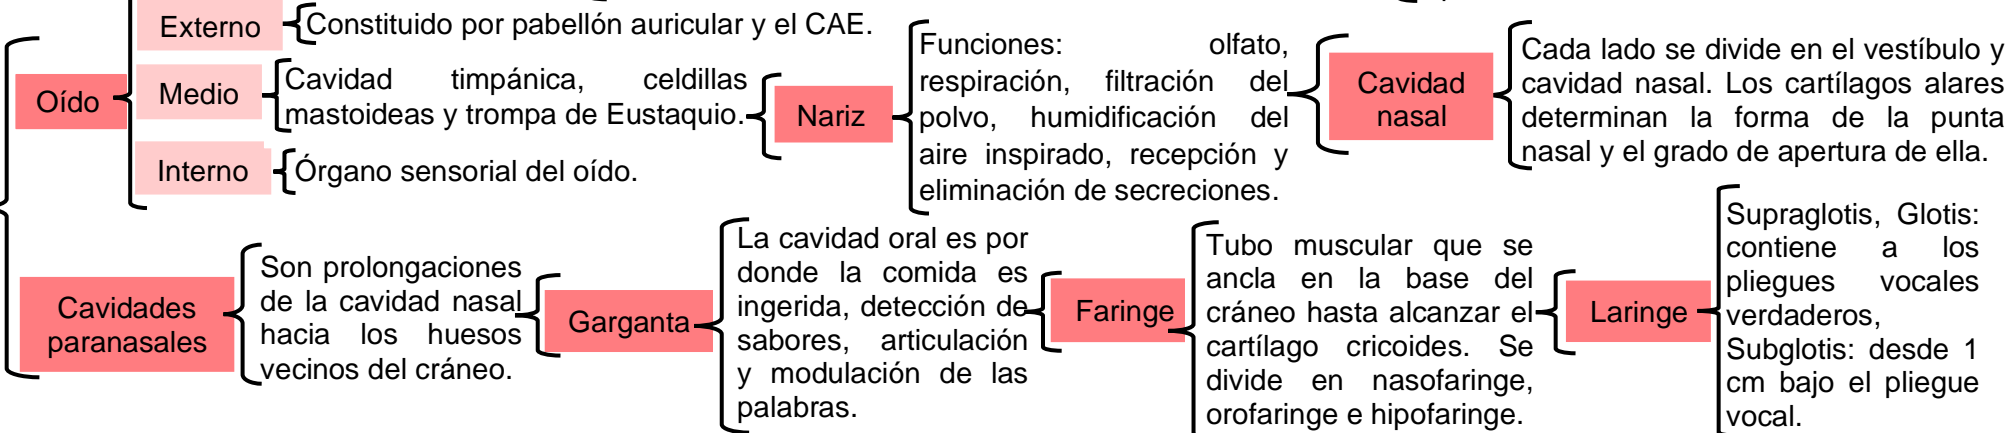 Oído
Externo
Constituido por pabellón auricular y el CAE.
Medio
Cavidad timpánica, celdillas
mastoideas y trompa de Eustaquio.
Interno
Órgano sensorial del oído.
Nariz
Funciones: olfato,
respiración, filtración del
polvo, humidificación del
aire inspirado, recepción y
eliminación de secreciones.
Cavidad
nasal
Cada lado se divide en el vestíbulo y
cavidad nasal. Los cartílagos alares
determinan la forma de la punta
nasal y el grado de apertura de ella.
Cavidades
paranasales
Son prolongaciones
de la cavidad nasal
hacia los huesos
vecinos del cráneo.
Garganta
La cavidad oral es por
donde la comida es
ingerida, detección de
sabores, articulación
y modulación de las
palabras.
Faringe
Tubo muscular que se
ancla en la base del
cráneo hasta alcanzar el
cartílago cricoides. Se
divide en nasofaringe,
orofaringe e hipofaringe.
Laringe
Supraglotis, Glotis:
contiene a los
pliegues vocales
verdaderos,
Subglotis: desde 1
cm bajo el pliegue
vocal.